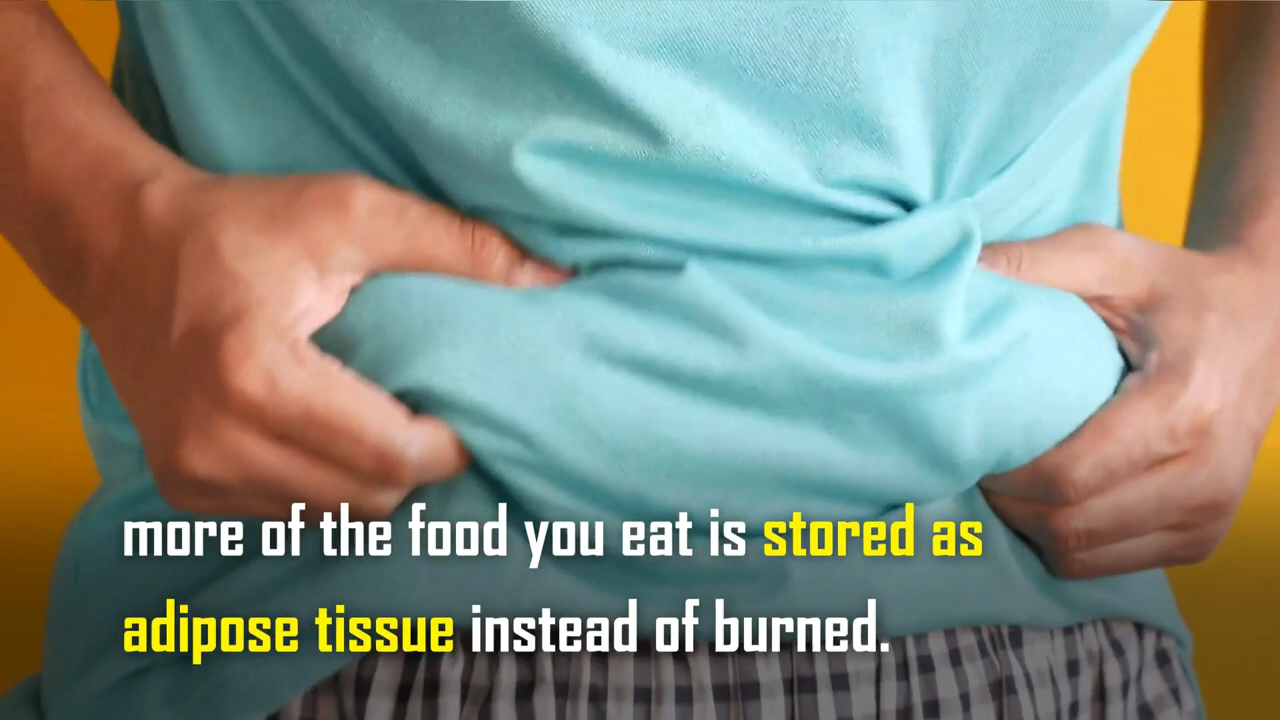 more of the food you eat is stored as
adipose tissue instead of burned.